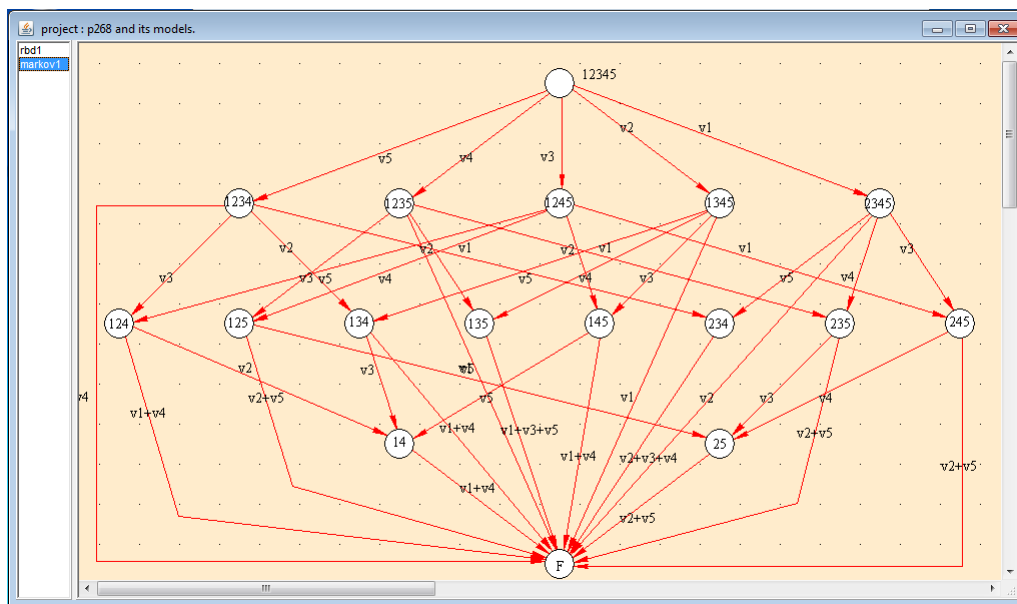 project : p268 and its models.
rbd1
markov1
12345
v5
v4
v3
v2
v1
1234
1235
1245
1345
2345
v3
v2
v3
v5
v4
v2
v1
v5
v2
v4
v1
v3
v1
v5
v4
v3
124
125
134
135
145
234
235
245
v4
v1+v4
v2
v2+v5
v3
v5
v1
v2
v3
v4
14
25
v1+v4
v1+v3+v5
v1+v4
v2+v3+v4
v2+v5
v2+v5
v1+v4
v2+v5
F